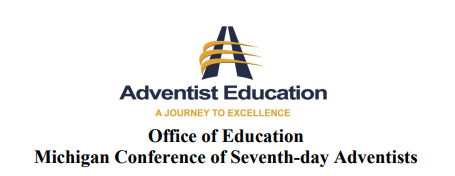 Adventist Education
A JOURNEY TO EXCELLENCE
Office of Education
Michigan Conference of Seventh-day Adventists